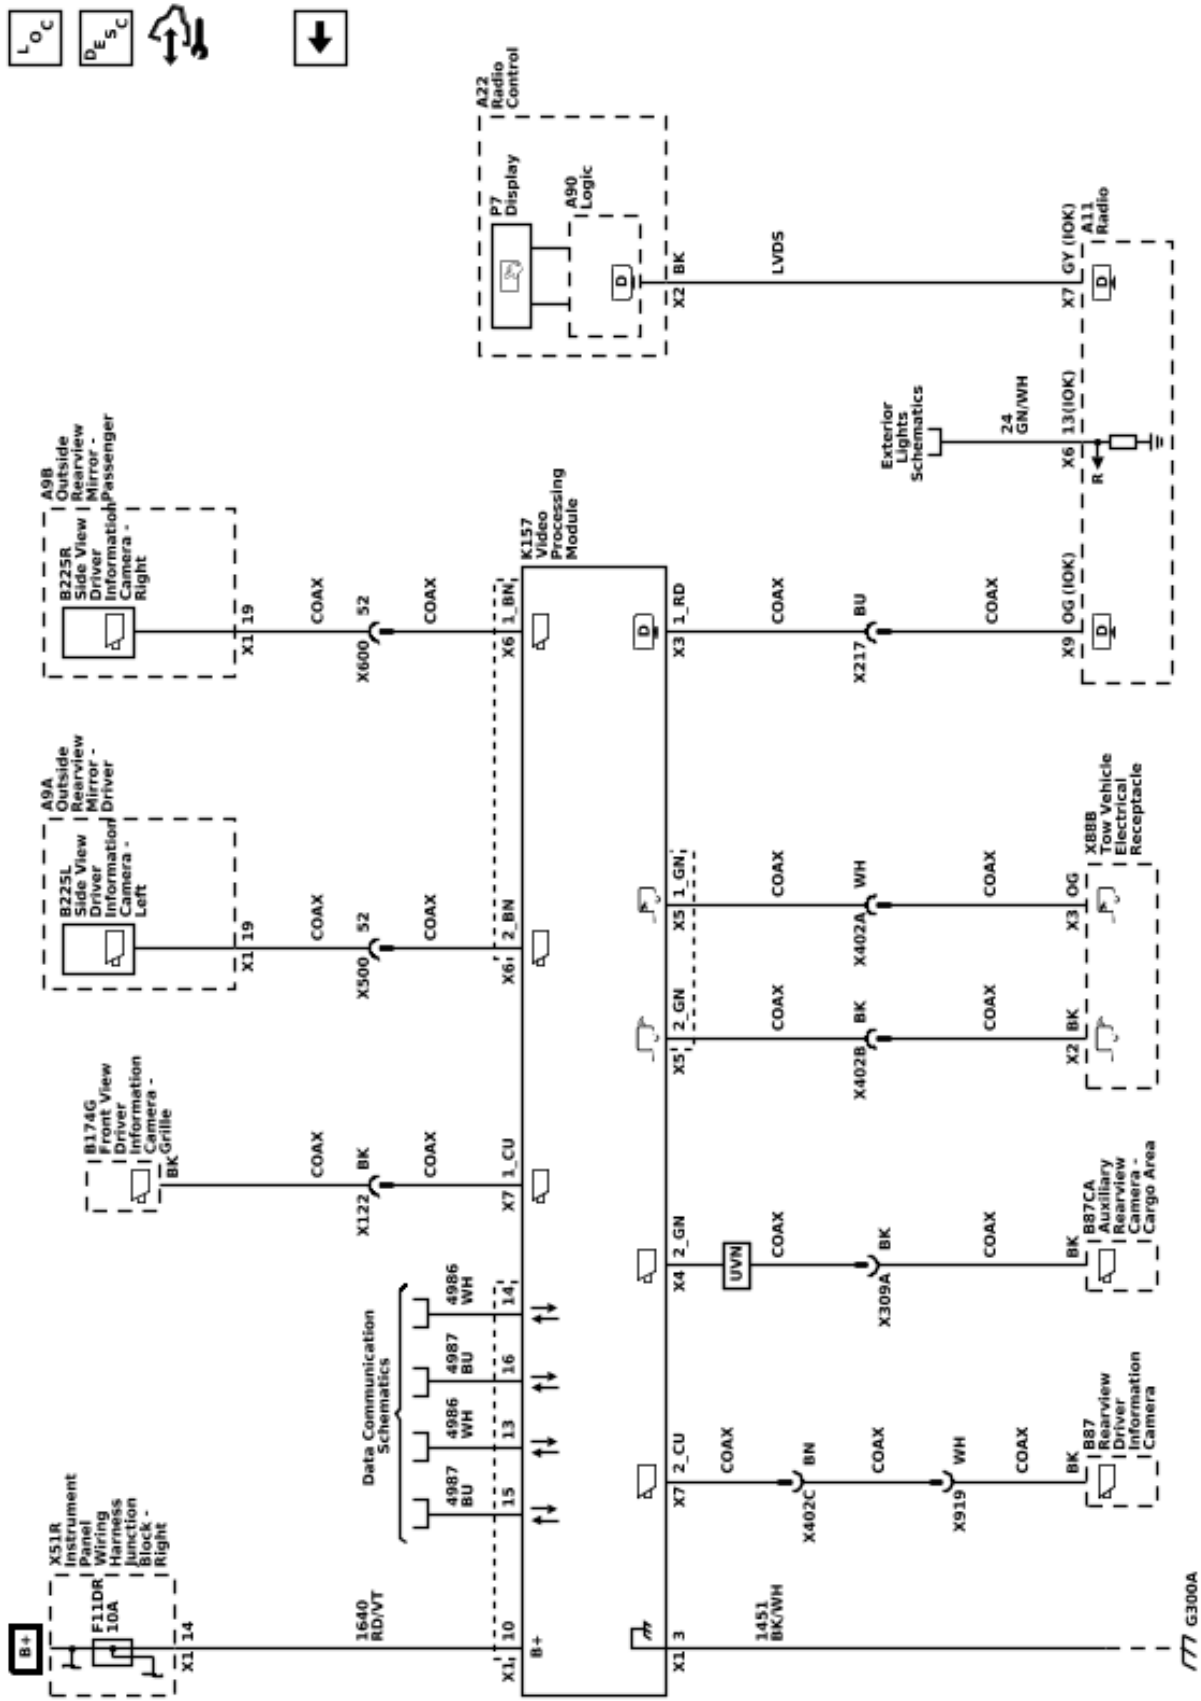 LOC
DESC
B+
X51R
Instrument
Panel
Wiring
Harness
Junction
Block -
Right
F11DR
10A
X1 14
1640
RD/VT
X1 10
B+
Data Communication
Schematics
4987
BU
15
4986
WH
13
4987
BU
16
4986
WH
14
B174G
Front View
Driver
Information
Camera -
Grille
BK
COAX
X122 BK
COAX
X7 1_CU
A9A
Outside
Rearview
Mirror -
Driver
B225L
Side View
Driver
Information
Camera -
Left
X1 19
COAX
X500 52
COAX
X6 2_BN
A9B
Outside
Rearview
Mirror -
Passenger
B225R
Side View
Driver
Information
Camera -
Right
X1 19
COAX
X600 52
COAX
X6 1_BN
K157
Video
Processing
Module
A22
Radio
Control
P7
Display
A90
Logic
D
X2 BK
LVDS
X7 GY (IOK)
D
A11
Radio
Exterior
Lights
Schematics
24
GN/WH
X6 13(IOK)
R
D
X3 1_RD
COAX
X217 BU
COAX
X9 OG (IOK)
D
X5 1_GN
COAX
X402A WH
COAX
X3 OG
X88B
Tow Vehicle
Electrical
Receptacle
X5 2_GN
COAX
X402B BK
COAX
X2 BK
X4 2_GN
UVN
COAX
X309A BK
COAX
BK
B87CA
Auxiliary
Rearview
Camera -
Cargo Area
X7 2_CU
COAX
X402C BN
COAX
X919 WH
COAX
BK
B87
Rearview
Driver
Information
Camera
X1 3
1451
BK/WH
G300A